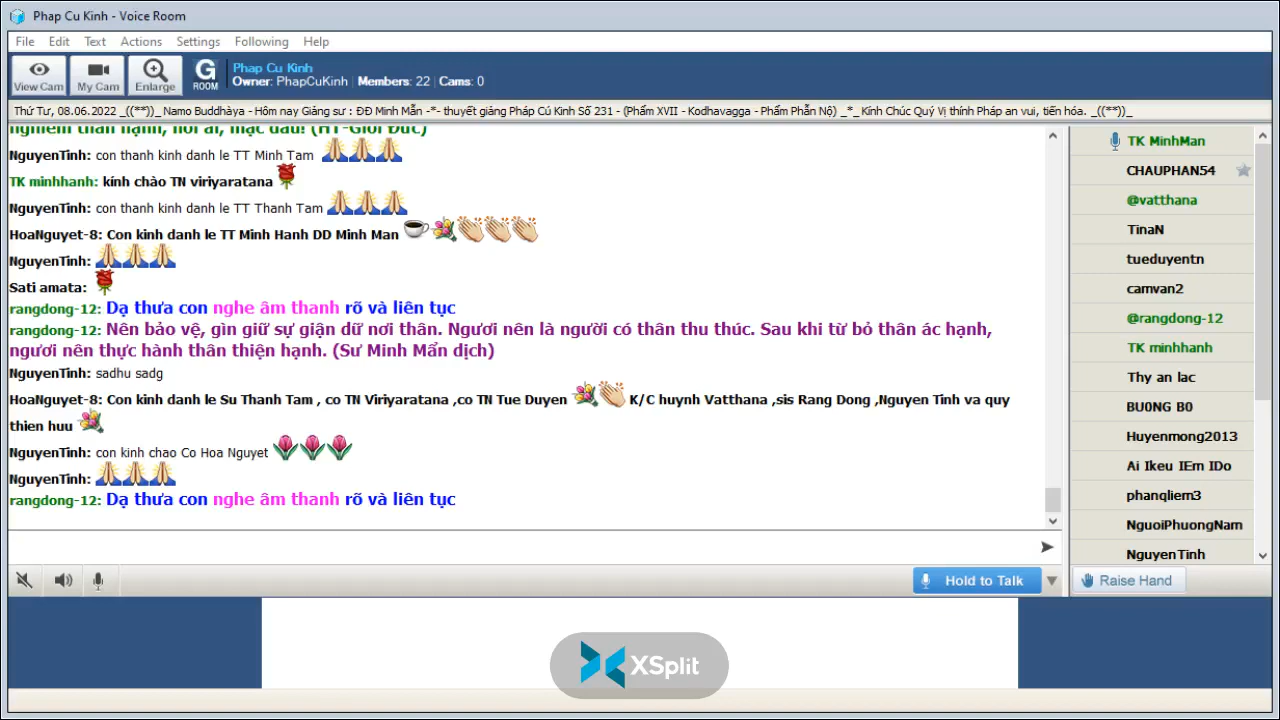 Phap Cu Kinh - Voice Room
File Edit Text Actions Settings Following Help
View Cam My Cam Enlarge G ROOM
Phap Cu Kinh
Owner: PhapCuKinh | Members: 22 | Cams: 0
Thứ Tư, 08.06.2022 _((**))_ Namo Buddhàya - Hôm nay Giảng sư : ĐĐ Minh Mẫn -*- thuyết giảng Pháp Cú Kinh Số 231 - (Phẩm XVII - Kodhavagga - Phẩm Phẫn Nộ) _*_ Kính Chúc Quý Vị thính Pháp an vui, tiến hóa. _((**))_
NguyenTinh: con thanh kinh danh le TT Minh Tam
TK minhhanh: kính chào TN viriyaratana
NguyenTinh: con thanh kinh danh le TT Thanh Tam
HoaNguyet-8: Con kinh danh le TT Minh Hanh DD Minh Man
NguyenTinh:
Sati amata:
rangdong-12: Dạ thưa con nghe âm thanh rõ và liên tục
rangdong-12: Nên bảo vệ, gìn giữ sự giận dữ nơi thân. Ngươi nên là người có thân thu thúc. Sau khi từ bỏ thân ác hạnh,
ngươi nên thực hành thân thiện hạnh. (Sư Minh Mẩn dịch)
NguyenTinh: sadhu sadg
HoaNguyet-8: Con kinh danh le Su Thanh Tam , co TN Viriyaratana ,co TN Tue Duyen K/C huynh Vatthana ,sis Rang Dong ,Nguyen Tinh va quy
thien huu
NguyenTinh: con kinh chao Co Hoa Nguyet
NguyenTinh:
rangdong-12: Dạ thưa con nghe âm thanh rõ và liên tục
TK MinhMan
CHAUPHAN54
@vatthana
TinaN
tueduyentn
camvan2
@rangdong-12
TK minhhanh
Thy an lac
BU0NG B0
Huyenmong2013
Ai Ikeu IEm IDo
phanqliem3
NguoiPhuongNam
NguyenTinh
Hold to Talk
Raise Hand
XSplit